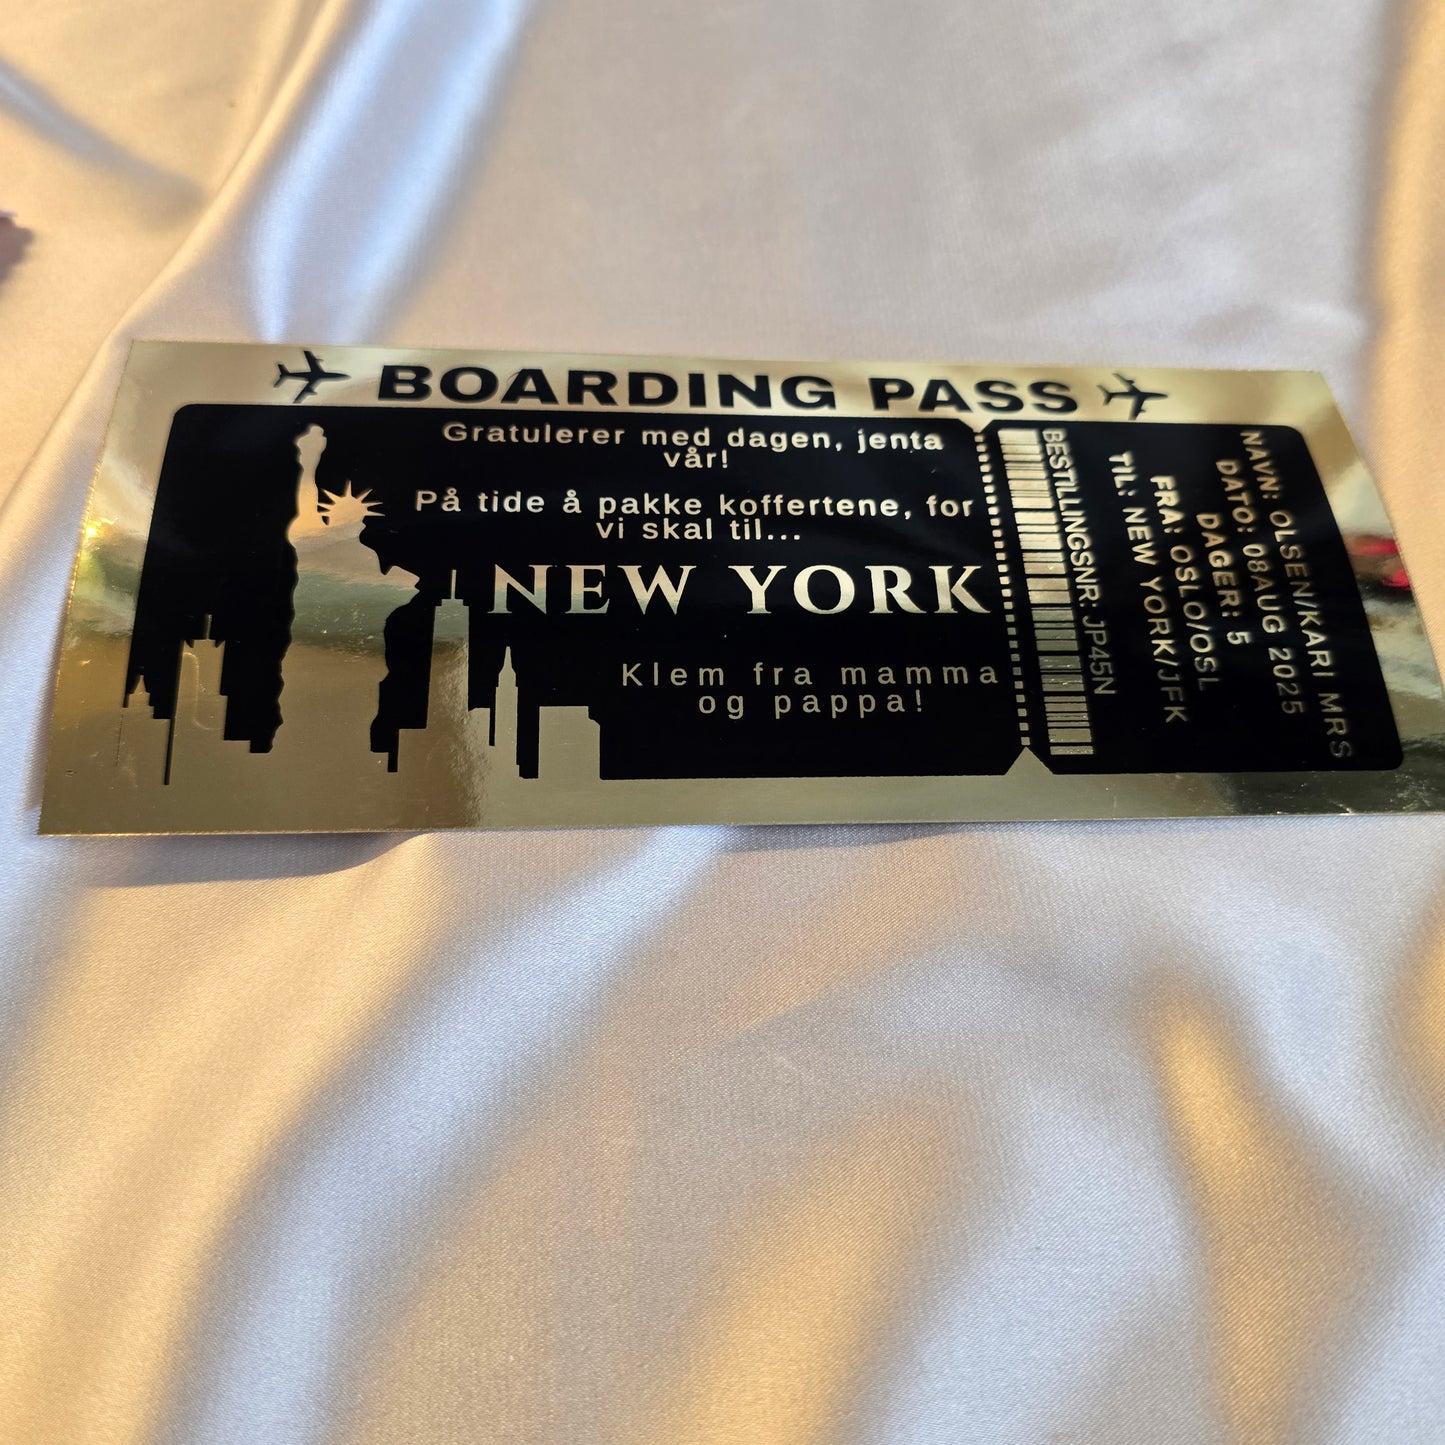 BOARDING PASS
Gratulerer med dagen, jenta
vår!
På tide å pakke koffertene, for
vi skal til...
NEW YORK
Klem fra mamma
og pappa!
NAVN: OLSEN/KARI MRS
DATO: 08AUG 2025
DAGER: 5
FRA: OSLO/OSL
TIL: NEW YORK/JFK
BESTILLINGSNR: JP45N